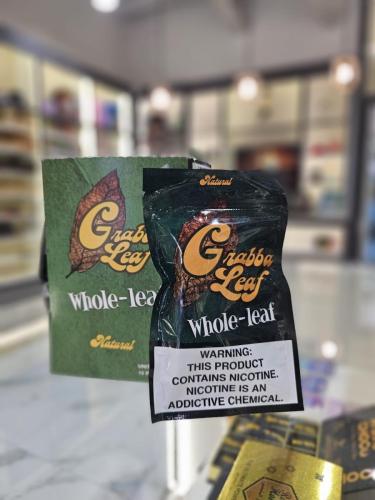 Natural
Grabba
Leaf
Whole-leaf
WARNING:
THIS PRODUCT
CONTAINS NICOTINE.
NICOTINE IS AN
ADDICTIVE CHEMICAL.
Grabba
Leaf
Whole-lea
Natural